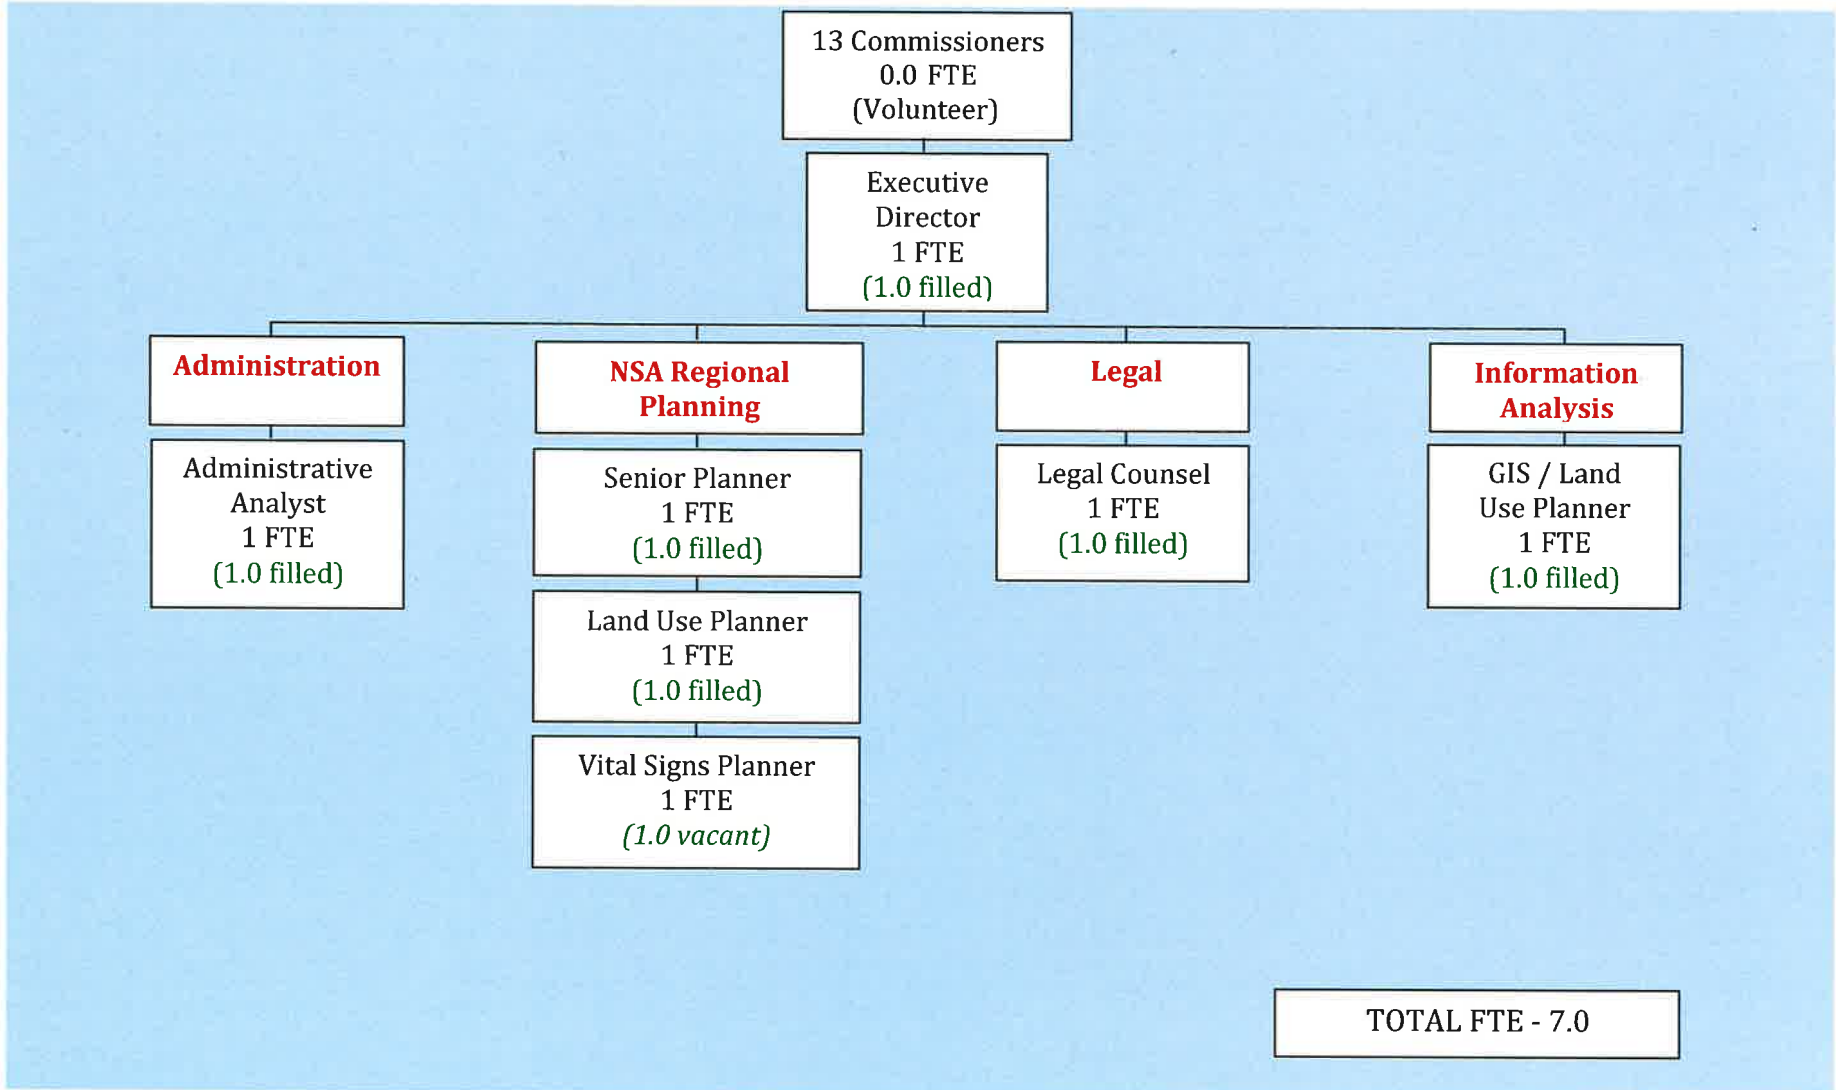 13 Commissioners
0.0 FTE
(Volunteer)
Executive
Director
1 FTE
(1.0 filled)
Administration
Administrative
Analyst
1 FTE
(1.0 filled)
NSA Regional
Planning
Senior Planner
1 FTE
(1.0 filled)
Land Use Planner
1 FTE
(1.0 filled)
Vital Signs Planner
1 FTE
(1.0 vacant)
Legal
Legal Counsel
1 FTE
(1.0 filled)
Information
Analysis
GIS / Land
Use Planner
1 FTE
(1.0 filled)
TOTAL FTE - 7.0